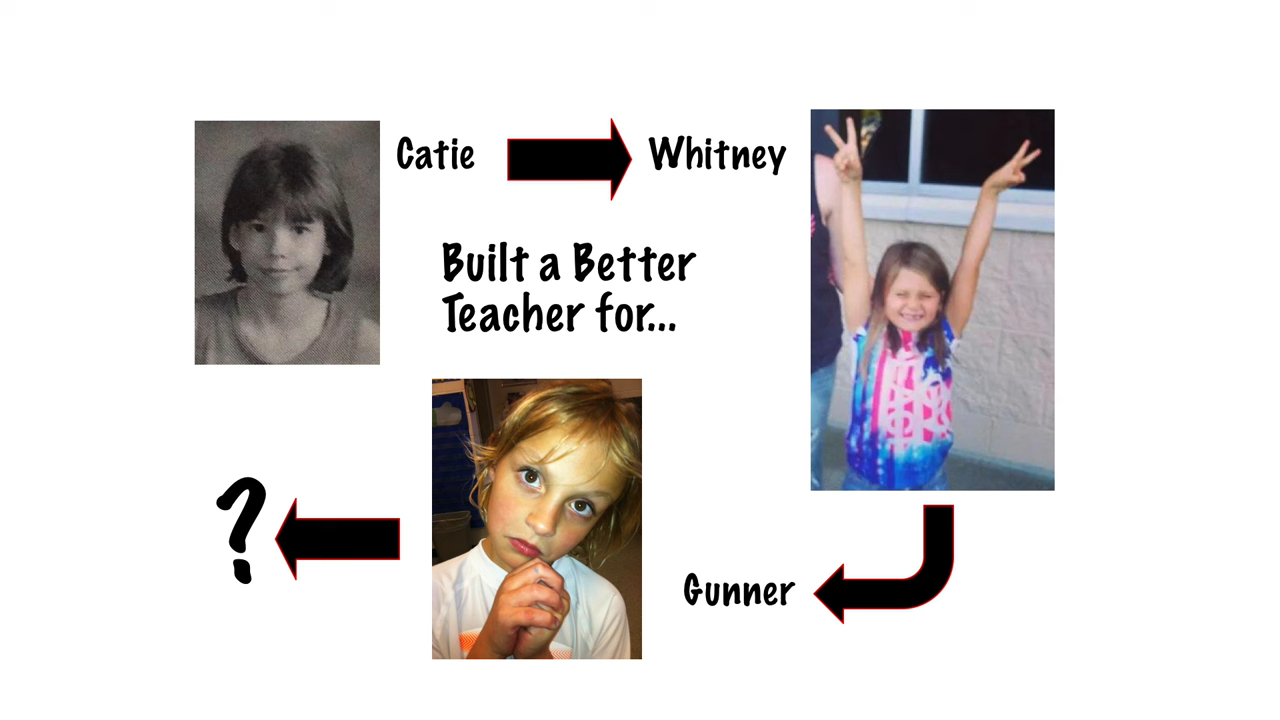 Catie
Whitney
Built a Better
Teacher for...
?
Gunner